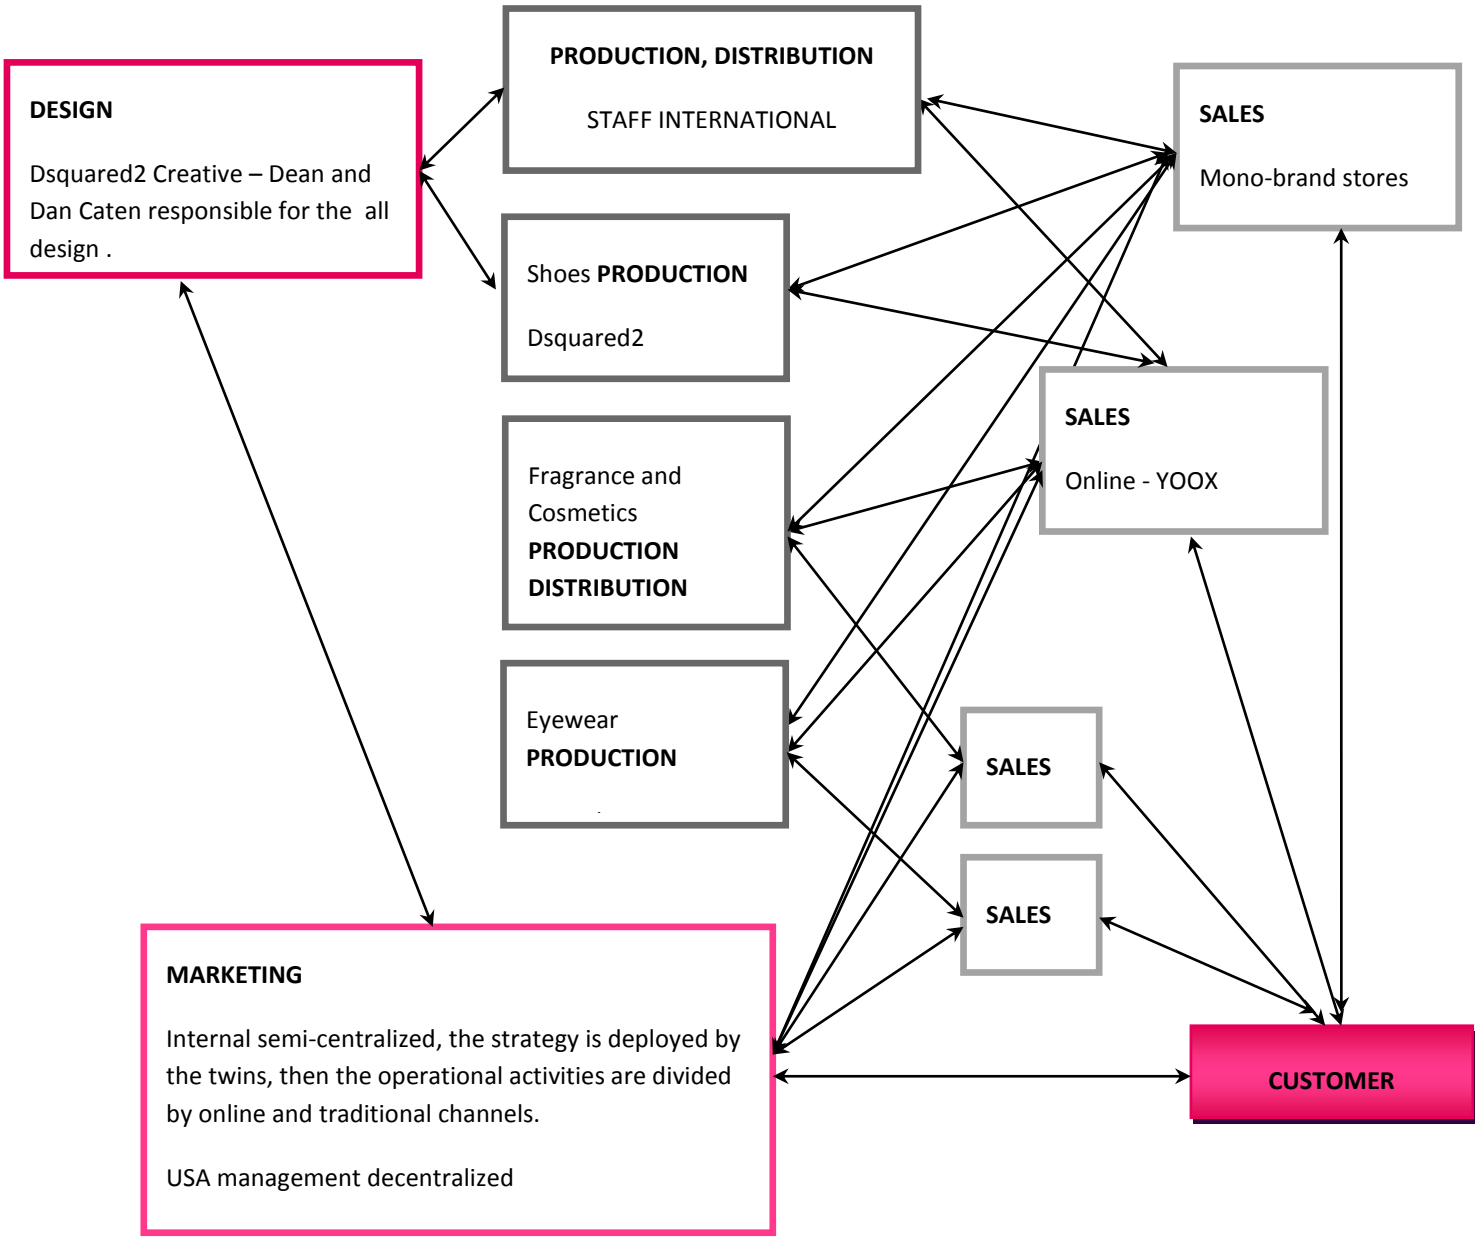 PRODUCTION, DISTRIBUTION
STAFF INTERNATIONAL
DESIGN
Dsquared2 Creative – Dean and
Dan Caten responsible for the  all
design .
SALES
Mono-brand stores
Shoes PRODUCTION
Dsquared2
SALES
Online - YOOX
Fragrance and
Cosmetics
PRODUCTION
DISTRIBUTION
Eyewear
PRODUCTION
SALES
SALES
MARKETING
Internal semi-centralized, the strategy is deployed by
the twins, then the operational activities are divided
by online and traditional channels.
USA management decentralized
CUSTOMER